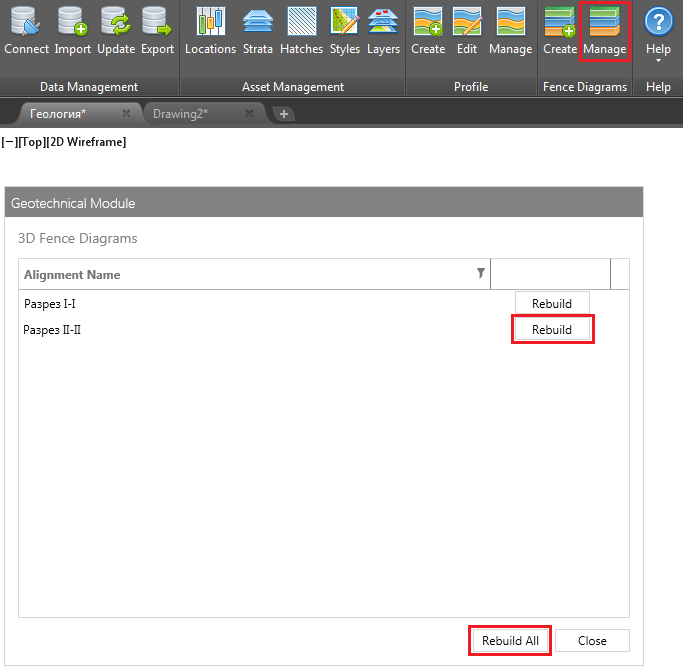 Connect Import Update Export Locations Strata Hatches Styles Layers Create Edit Manage Create Manage Help
Data Management Asset Management Profile Fence Diagrams Help
Геология* Drawing2*
[−][Top][2D Wireframe]
Geotechnical Module
3D Fence Diagrams
Alignment Name
Разрез I-I Rebuild
Разрез II-II Rebuild
Rebuild All Close